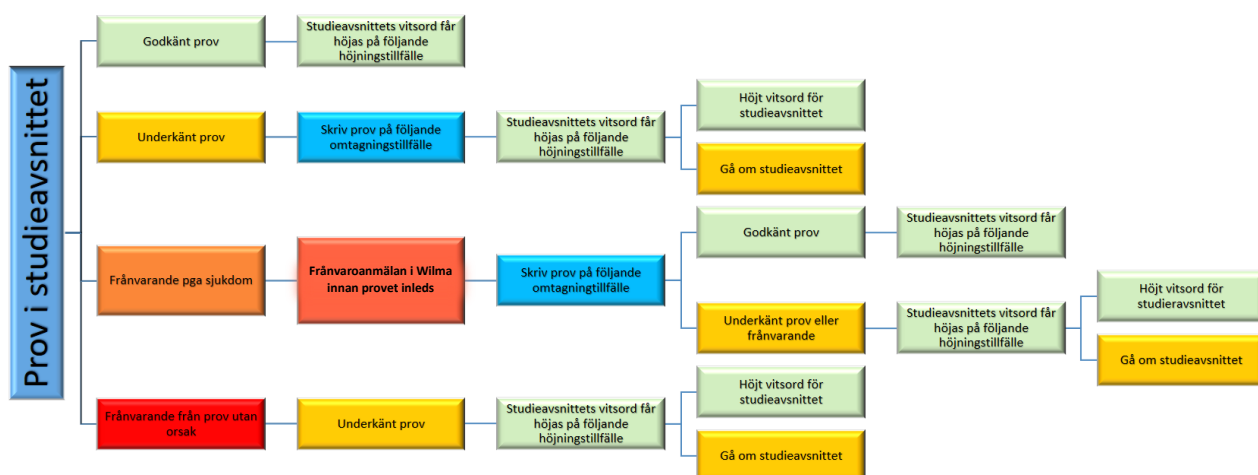 Prov i studieavsnittet
Godkänt prov
Studieavsnittets vitsord får
höjas på följande
höjningstillfälle
Underkänt prov
Skriv prov på följande
omtagningstillfälle
Studieavsnittets vitsord får
höjas på följande
höjningstillfälle
Höjt vitsord för
studieavsnittet
Gå om studieavsnittet
Frånvarande pga sjukdom
Frånvaroanmälan i Wilma
innan provet inleds
Skriv prov på följande
omtagningtillfälle
Godkänt prov
Studieavsnittets vitsord får
höjas på följande
höjningstillfälle
Underkänt prov eller
frånvarande
Studieavsnittets vitsord får
höjas på följande
höjningstillfälle
Höjt vitsord för
studieravsnittet
Gå om studieavsnittet
Frånvarande från prov utan
orsak
Underkänt prov
Studieavsnittets vitsord får
höjas på följande
höjningstillfälle
Höjt vitsord för
studieavsnittet
Gå om studieavsnittet